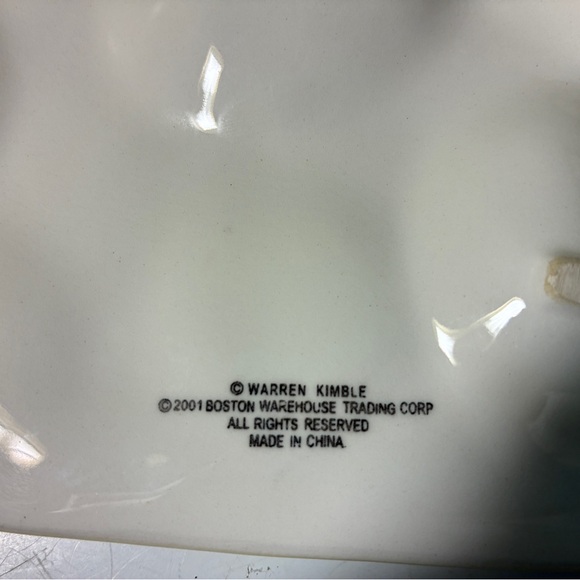 © WARREN KIMBLE
© 2001 BOSTON WAREHOUSE TRADING CORP
ALL RIGHTS RESERVED
MADE IN CHINA